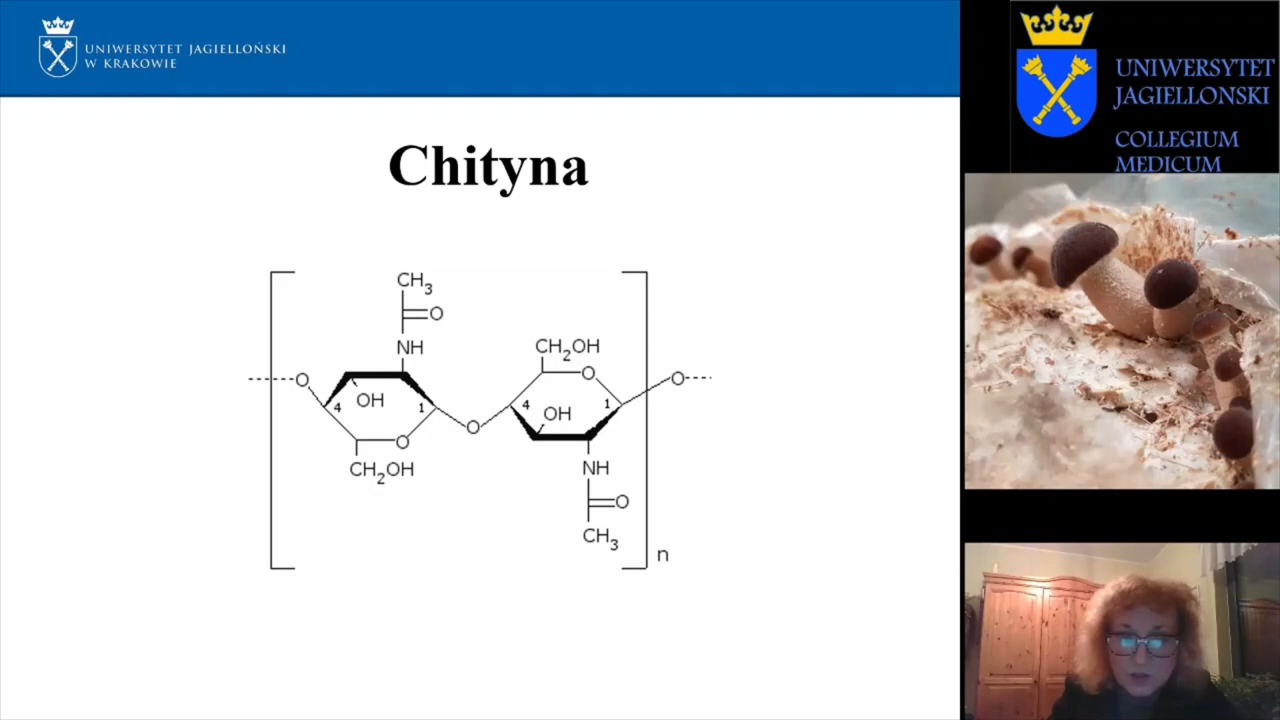 UNIWERSYTET JAGIELLOŃSKI
W KRAKOWIE
Chityna
CH3
O
NH
O
OH
4
1
O
CH2OH
O
CH2OH
O
4
OH
1
O
NH
O
CH3
n
UNIWERSYTET
JAGIELLONSKI
COLLEGIUM
MEDICUM